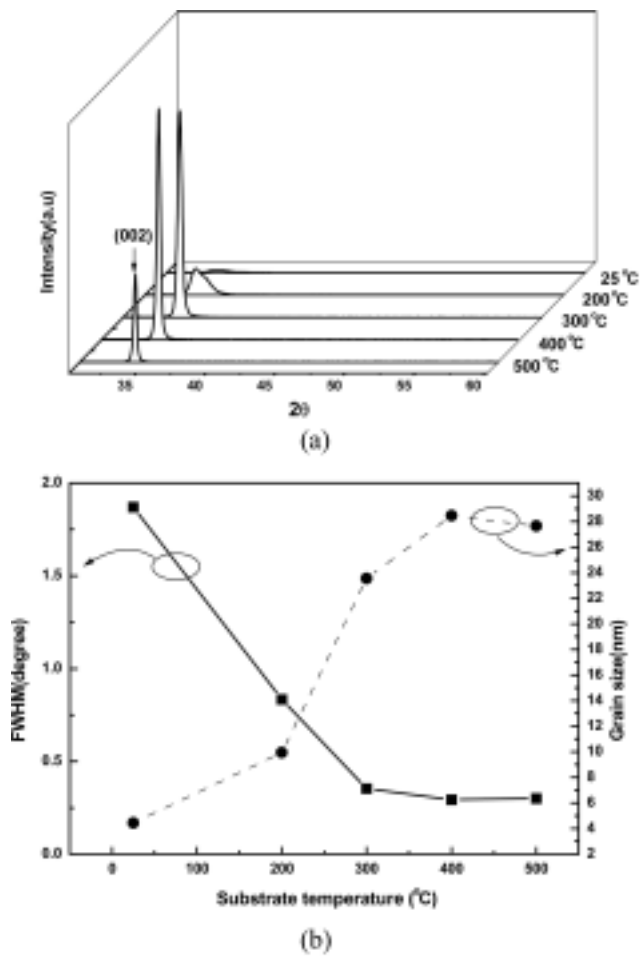 Intensity(a.u)
(002)
25 °C
200 °C
300 °C
400 °C
500 °C
35 40 45 50 55 60
2θ
(a)
FWHM(degree)
2.0
1.5
1.0
0.5
0.0
30
28
26
24
22
20
18
16
14
12
10
8
6
4
2
Grain size(nm)
0 100 200 300 400 500
Substrate temperature (°C)
(b)